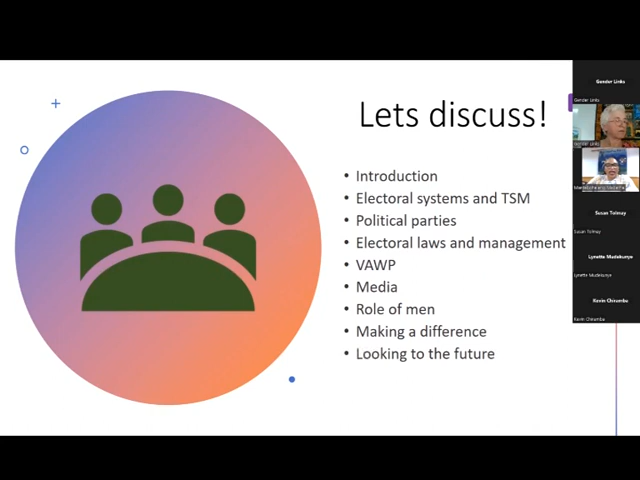 Lets discuss!
• Introduction
• Electoral systems and TSM
• Political parties
• Electoral laws and management
• VAWP
• Media
• Role of men
• Making a difference
• Looking to the future
Gender Links
Gender Links
Gender Links
Susan Tolmay
Susan Tolmay
Lynette Mudekunye
Lynette Mudekunye
Kevin Chiramba
Kevin Chiramba